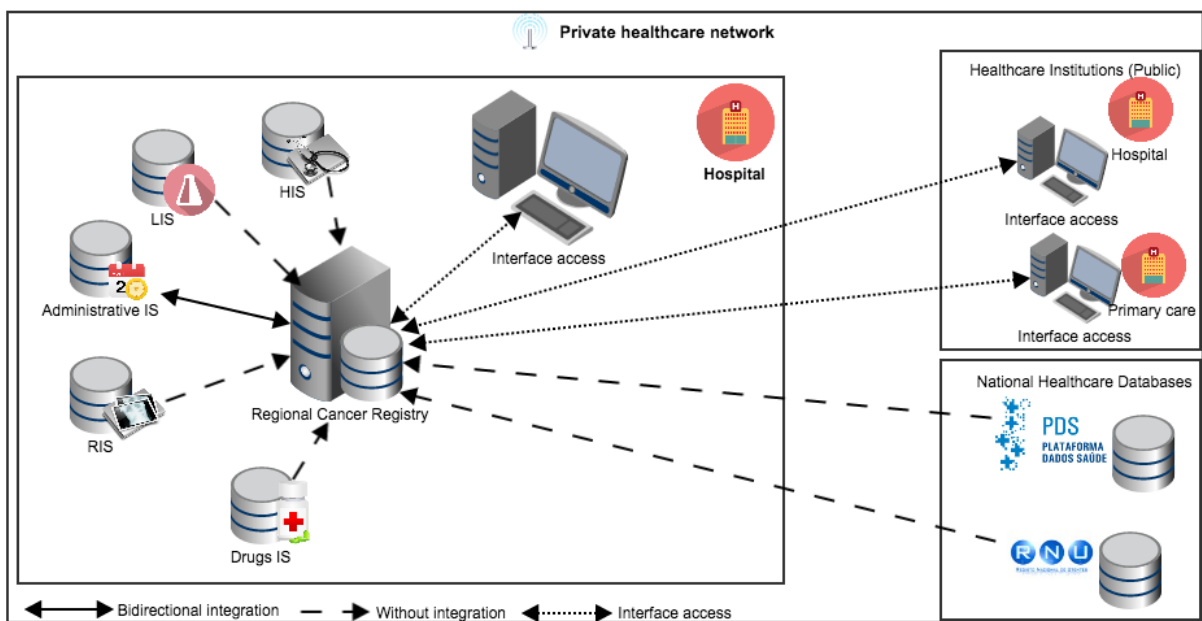 Private healthcare network
Healthcare Institutions (Public)
H
H
Hospital
HIS
Hospital
LIS
Interface access
Interface access
H
2
Administrative IS
Primary care
Interface access
Regional Cancer Registry
National Healthcare Databases
RIS
PDS
PLATAFORMA
DADOS SAÚDE
Drugs IS
RNU
Bidirectional integration
Without integration
Interface access